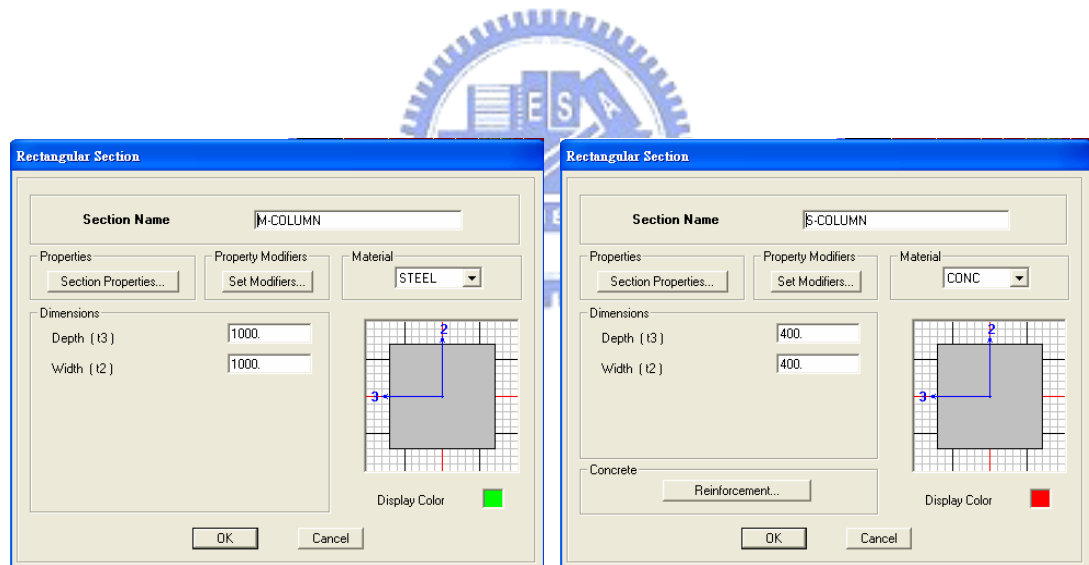 ESA
Rectangular Section
Section Name M-COLUMN
Properties Property Modifiers Material
Section Properties... Set Modifiers... STEEL
Dimensions
Depth ( t3 ) 1000.
Width ( t2 ) 1000.
2
3
Display Color
OK Cancel
Rectangular Section
Section Name S-COLUMN
Properties Property Modifiers Material
Section Properties... Set Modifiers... CONC
Dimensions
Depth ( t3 ) 400.
Width ( t2 ) 400.
2
3
Concrete
Reinforcement...
Display Color
OK Cancel